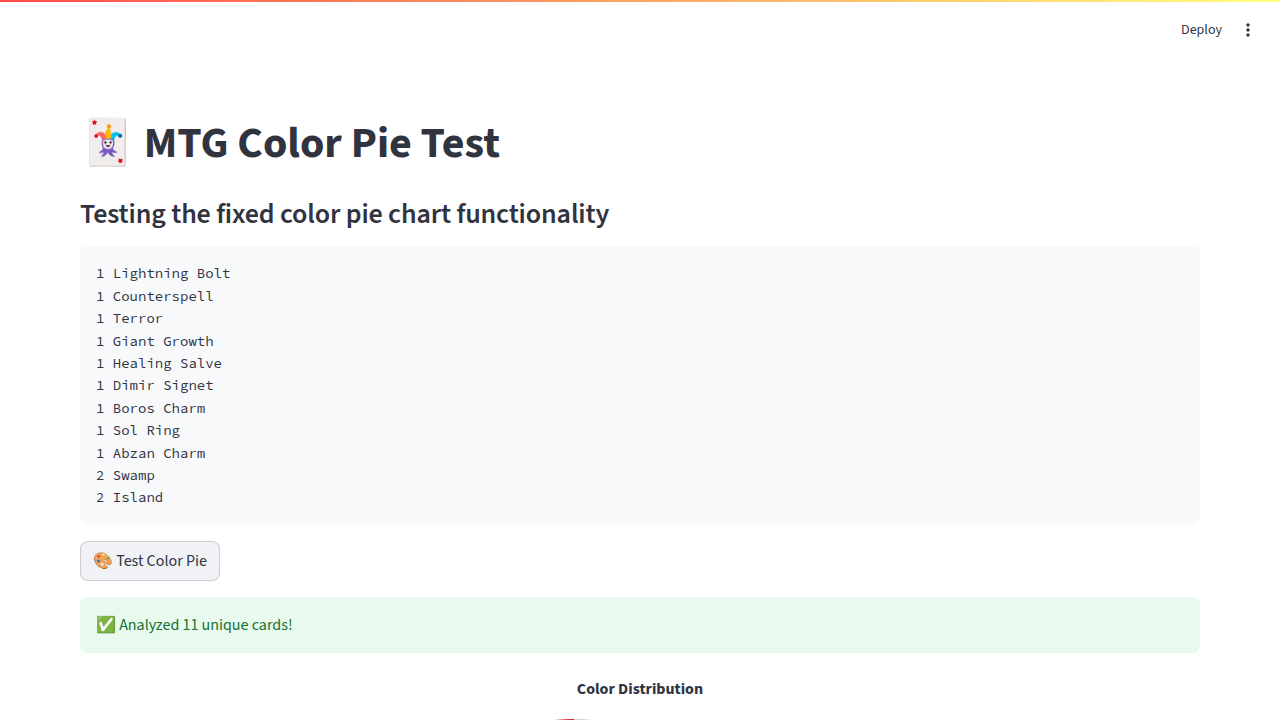 Deploy
🃏 MTG Color Pie Test
Testing the fixed color pie chart functionality
1 Lightning Bolt
1 Counterspell
1 Terror
1 Giant Growth
1 Healing Salve
1 Dimir Signet
1 Boros Charm
1 Sol Ring
1 Abzan Charm
2 Swamp
2 Island
🎨 Test Color Pie
✅ Analyzed 11 unique cards!
Color Distribution